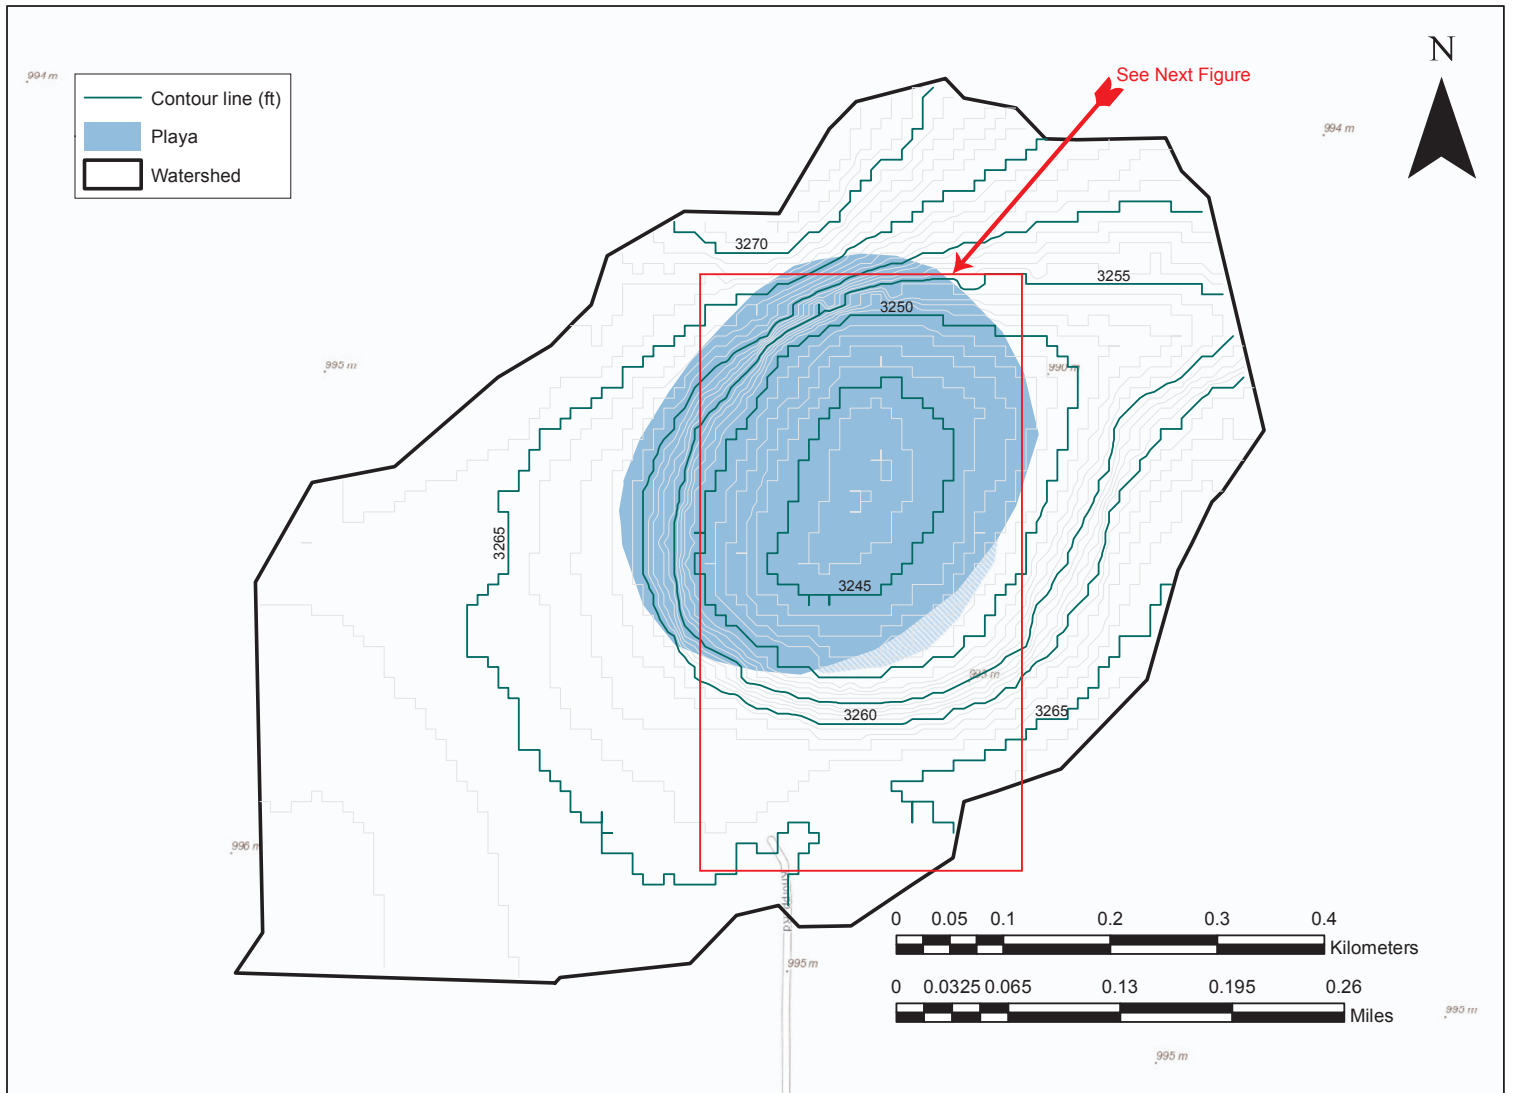 N
See Next Figure
994 m
Contour line (ft)
Playa
Watershed
994 m
3270
3255
3250
995 m
990 m
3265
3245
993 m
3265
3260
996 m
995 m
0 0.05 0.1 0.2 0.3 0.4
Kilometers
0 0.0325 0.065 0.13 0.195 0.26
Miles
995 m
995 m